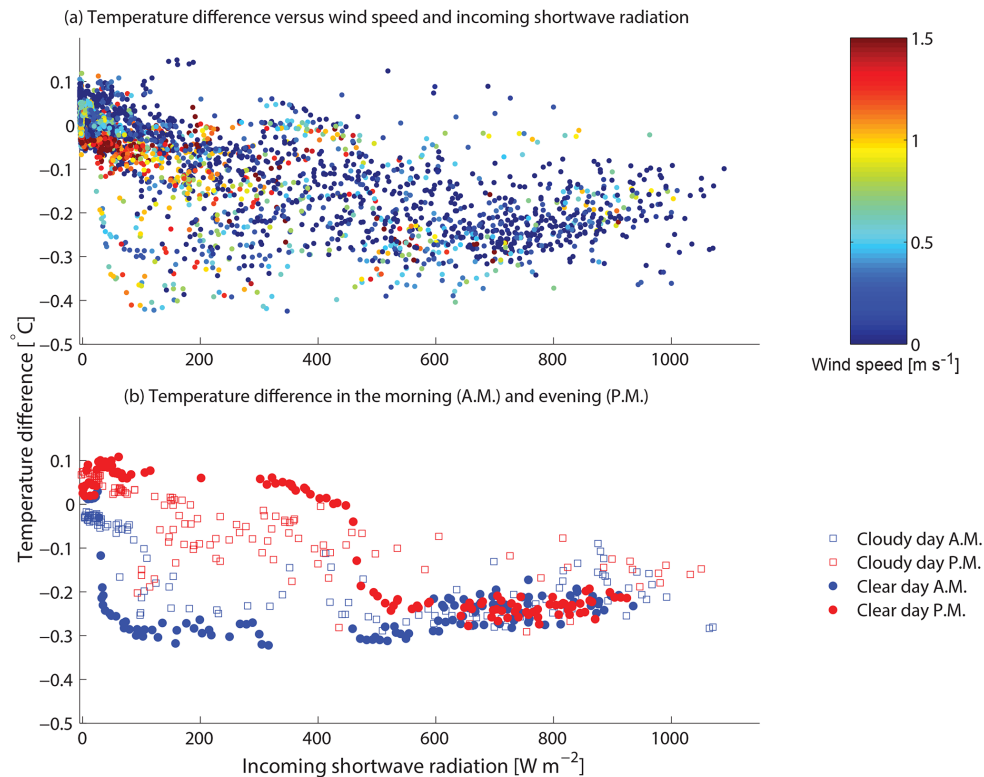 (a) Temperature difference versus wind speed and incoming shortwave radiation
0.1
0
−0.1
−0.2
−0.3
−0.4
−0.5
0 200 400 600 800 1000
1.5
1
0.5
0
Wind speed [m s-1]
Temperature difference [°C]
(b) Temperature difference in the morning (A.M.) and evening (P.M.)
0.1
0
−0.1
−0.2
−0.3
−0.4
−0.5
0 200 400 600 800 1000
Incoming shortwave radiation [W m−2]
Cloudy day A.M.
Cloudy day P.M.
Clear day A.M.
Clear day P.M.